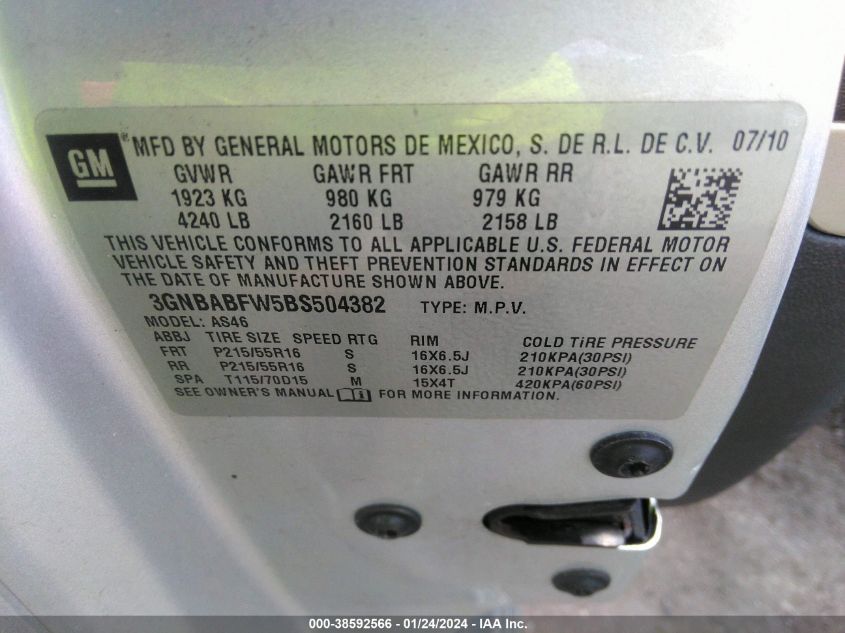 GM
® MFD BY GENERAL MOTORS DE MEXICO, S. DE R.L. DE C.V. 07/10
GVWR GAWR FRT GAWR RR
1923 KG 980 KG 979 KG
4240 LB 2160 LB 2158 LB
THIS VEHICLE CONFORMS TO ALL APPLICABLE U.S. FEDERAL MOTOR
VEHICLE SAFETY AND THEFT PREVENTION STANDARDS IN EFFECT ON
THE DATE OF MANUFACTURE SHOWN ABOVE.
3GNBABFW5BS504382 TYPE: M.P.V.
MODEL: AS46
ABBJ TIRE SIZE SPEED RTG RIM COLD TIRE PRESSURE
FRT P215/55R16 S 16X6.5J 210KPA(30PSI)
RR P215/55R16 S 16X6.5J 210KPA(30PSI)
SPA T115/70D15 M 15X4T 420KPA(60PSI)
SEE OWNER'S MANUAL FOR MORE INFORMATION.
000-38592566 - 01/24/2024 - IAA Inc.